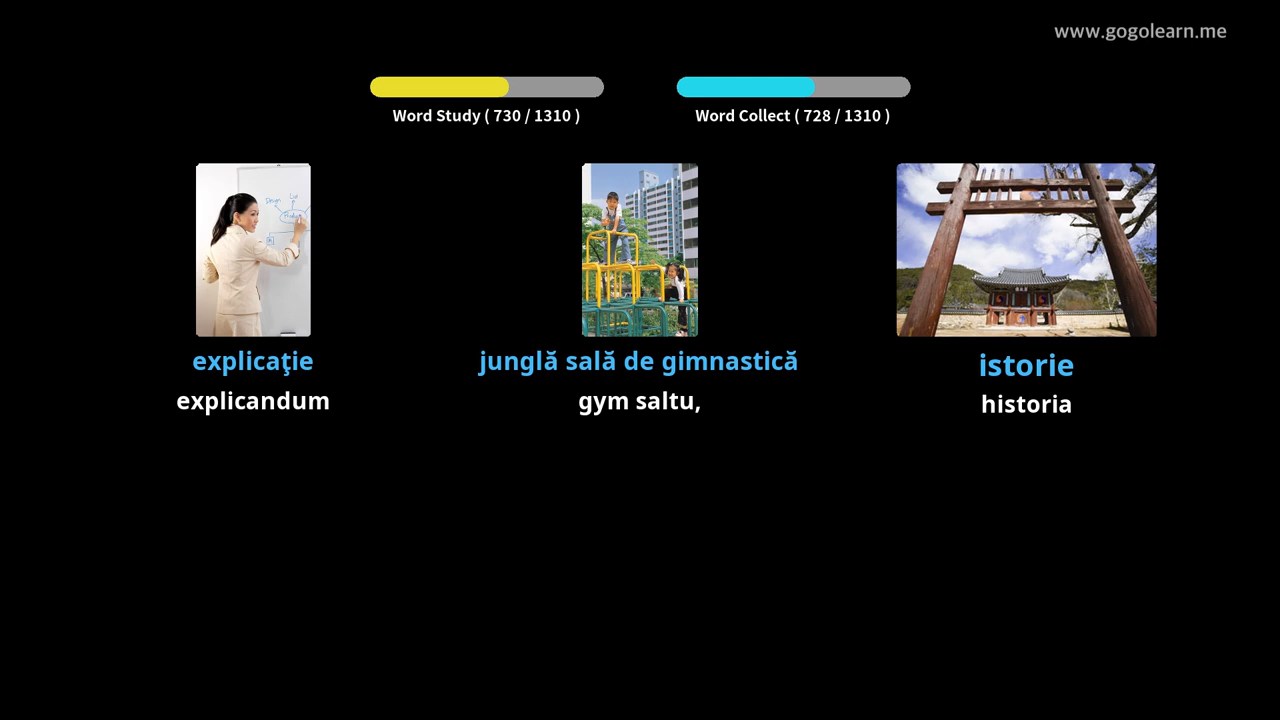 www.gogolearn.me
Word Study ( 730 / 1310 )
Word Collect ( 728 / 1310 )
explicaţie
explicandum
junglă sală de gimnastică
gym saltu,
istorie
historia